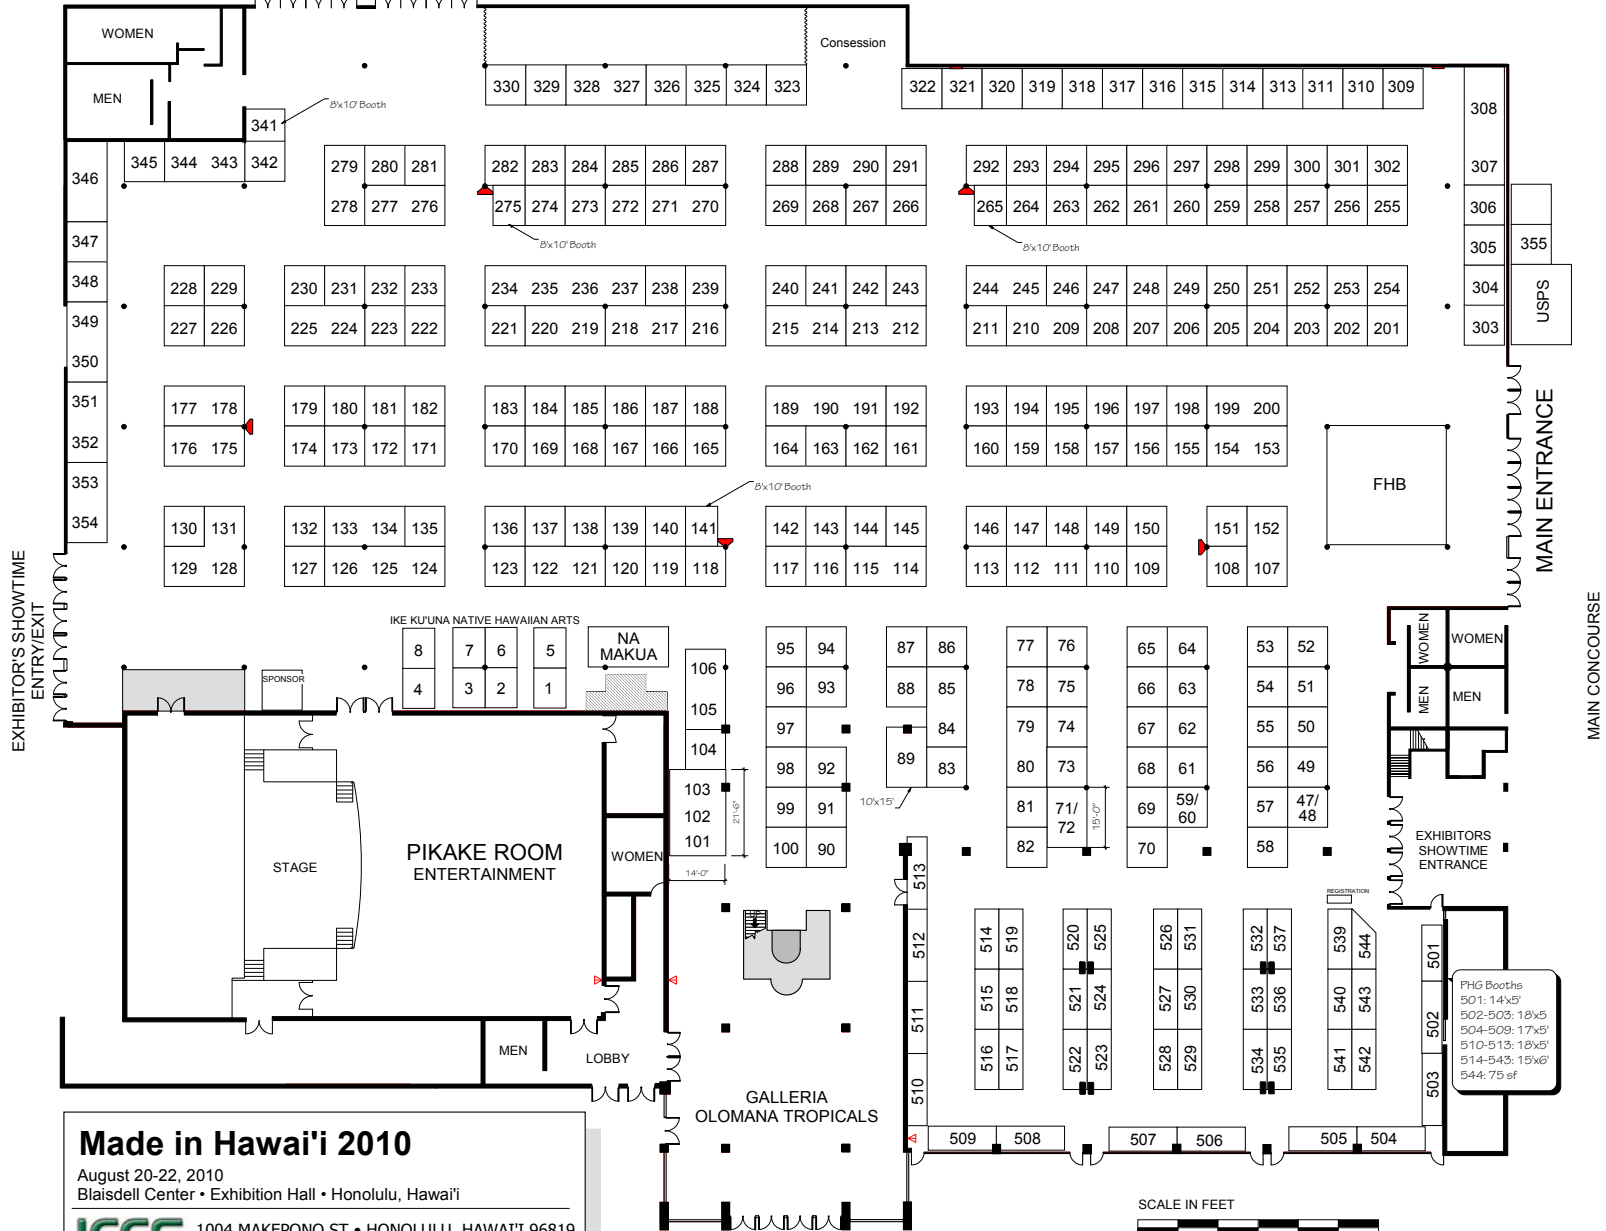 WOMEN
Consession
330 329 328 327 326 325 324 323
322 321 320 319 318 317 316 315 314 313 311 310 309
MEN
8'x10' Booth
308
341
345 344 343 342
346
279 280 281
282 283 284 285 286 287
288 289 290 291
292 293 294 295 296 297 298 299 300 301 302
307
278 277 276
275 274 273 272 271 270
269 268 267 266
265 264 263 262 261 260 259 258 257 256 255
306
347
8'x10' Booth
8'x10' Booth
305
355
348
228 229
230 231 232 233
234 235 236 237 238 239
240 241 242 243
244 245 246 247 248 249 250 251 252 253 254
304
USPS
349
227 226
225 224 223 222
221 220 219 218 217 216
215 214 213 212
211 210 209 208 207 206 205 204 203 202 201
303
350
351
177 178
179 180 181 182
183 184 185 186 187 188
189 190 191 192
193 194 195 196 197 198 199 200
352
176 175
174 173 172 171
170 169 168 167 166 165
164 163 162 161
160 159 158 157 156 155 154 153
MAIN ENTRANCE
353
8'x10' Booth
FHB
354
130 131
132 133 134 135
136 137 138 139 140 141
142 143 144 145
146 147 148 149 150
151 152
129 128
127 126 125 124
123 122 121 120 119 118
117 116 115 114
113 112 111 110 109
108 107
EXHIBITOR'S SHOWTIME
ENTRY/EXIT
MAIN CONCOURSE
IKE KU'UNA NATIVE HAWAIIAN ARTS
8 7 6 5
4 3 2 1
NA
MAKUA
SPONSOR
106
105
104
103
102
101
21'-6"
14'-0"
95 94
96 93
97
98 92
99 91
100 90
87 86
88 85
84
89 83
10'x15'
77 76
78 75
79 74
80 73
81 71/
72
82
15'-0"
65 64
66 63
67 62
68 61
69 59/
60
70
53 52
54 51
55 50
56 49
57 47/
48
58
WOMEN
WOMEN
MEN
MEN
EXHIBITORS
SHOWTIME
ENTRANCE
STAGE
PIKAKE ROOM
ENTERTAINMENT
WOMEN
MEN
LOBBY
GALLERIA
OLOMANA TROPICALS
513
512
511
510
REGISTRATION
514 519
515 518
516 517
520 525
521 524
522 523
526 531
527 530
528 529
532 537
533 536
534 535
539 544
540 543
541 542
501
502
503
PHG Booths
501: 14'x5'
502-503: 18'x5
504-509: 17'x5'
510-513: 18'x5'
514-543: 15'x6'
544: 75 sf
509 508
507 506
505 504
Made in Hawai'i 2010
August 20-22, 2010
Blaisdell Center • Exhibition Hall • Honolulu, Hawai'i
1004 MAKEPONO ST • HONOLULU, HAWAI'I 96819
SCALE IN FEET